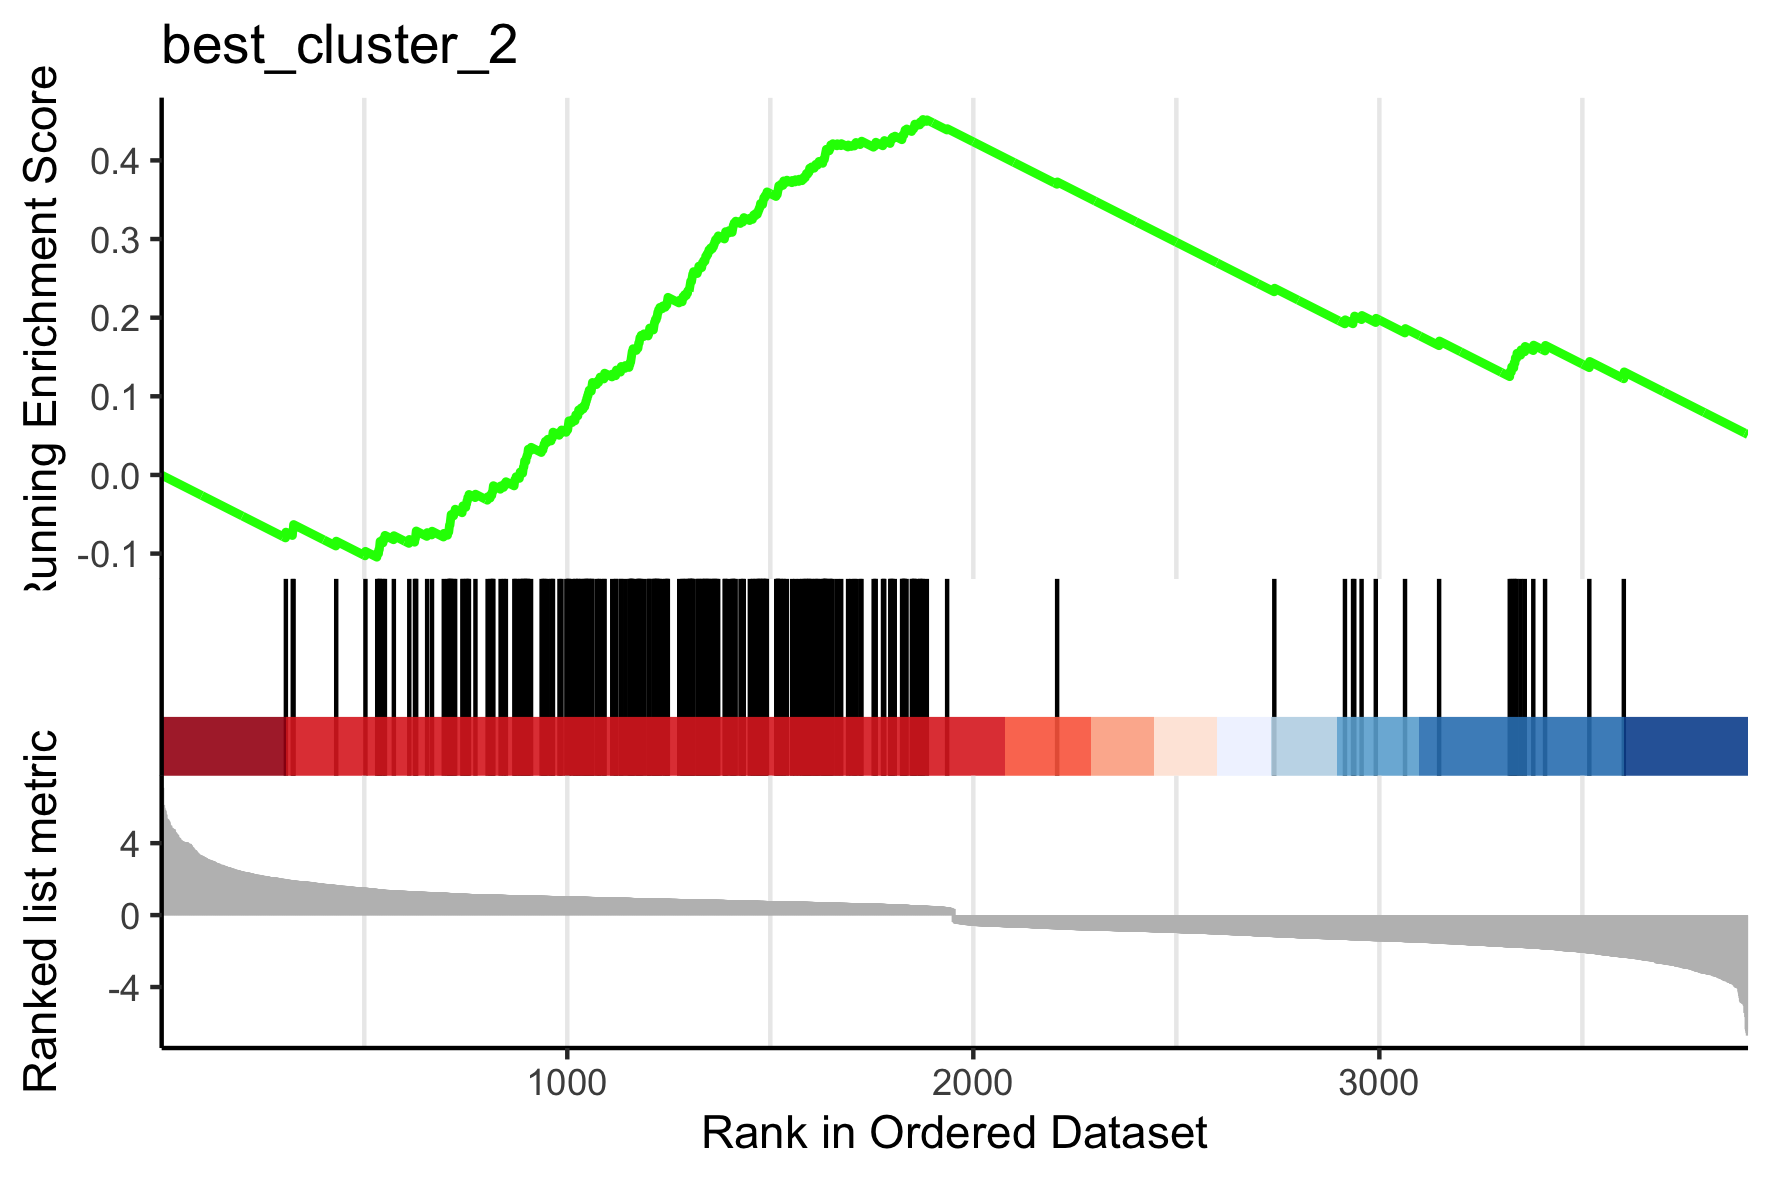 best_cluster_2
Running Enrichment Score
0.4
0.3
0.2
0.1
0.0
-0.1
Ranked list metric
4
0
-4
1000 2000 3000
Rank in Ordered Dataset